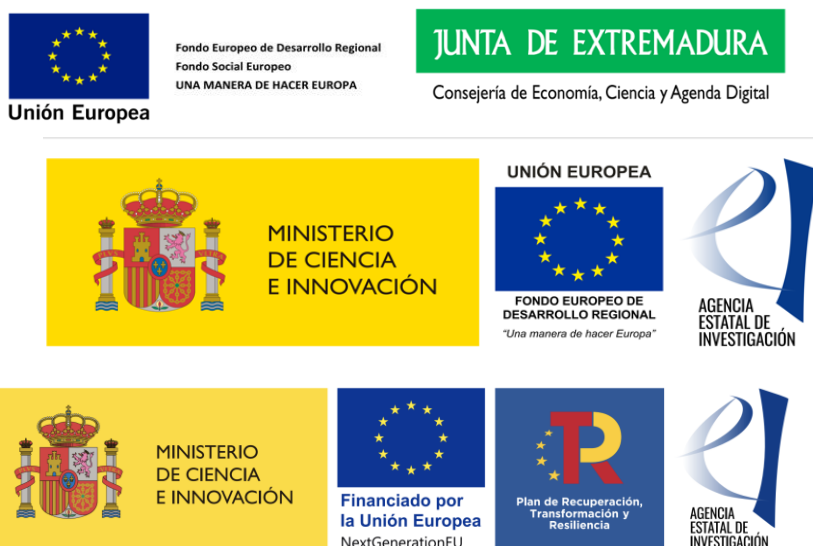 Fondo Europeo de Desarrollo Regional
Fondo Social Europeo
UNA MANERA DE HACER EUROPA
Unión Europea
JUNTA DE EXTREMADURA
Consejería de Economía, Ciencia y Agenda Digital
MINISTERIO
DE CIENCIA
E INNOVACIÓN
UNIÓN EUROPEA
FONDO EUROPEO DE
DESARROLLO REGIONAL
"Una manera de hacer Europa"
AGENCIA
ESTATAL DE
INVESTIGACIÓN
MINISTERIO
DE CIENCIA
E INNOVACIÓN
Financiado por
la Unión Europea
NextGenerationEU
TR
Plan de Recuperación,
Transformación y
Resiliencia
AGENCIA
ESTATAL DE
INVESTIGACIÓN